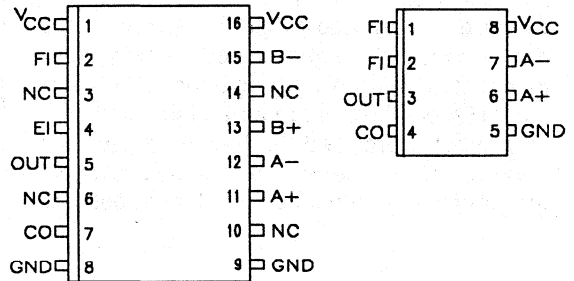 VCC 1 16 VCC
FI 2 15 B-
NC 3 14 NC
EI 4 13 B+
OUT 5 12 A-
NC 6 11 A+
CO 7 10 NC
GND 8 9 GND
FI 1 8 VCC
FI 2 7 A-
OUT 3 6 A+
CO 4 5 GND